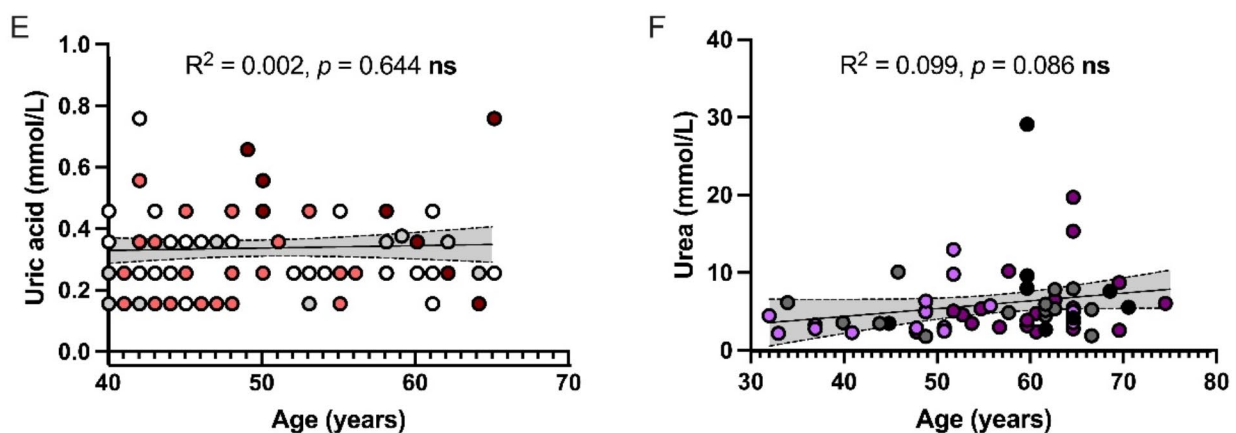 E
R² = 0.002, p = 0.644 ns
Uric acid (mmol/L)
1.0
0.8
0.6
0.4
0.2
0.0
40 50 60 70
Age (years)
F
R² = 0.099, p = 0.086 ns
Urea (mmol/L)
40
30
20
10
0
30 40 50 60 70 80
Age (years)